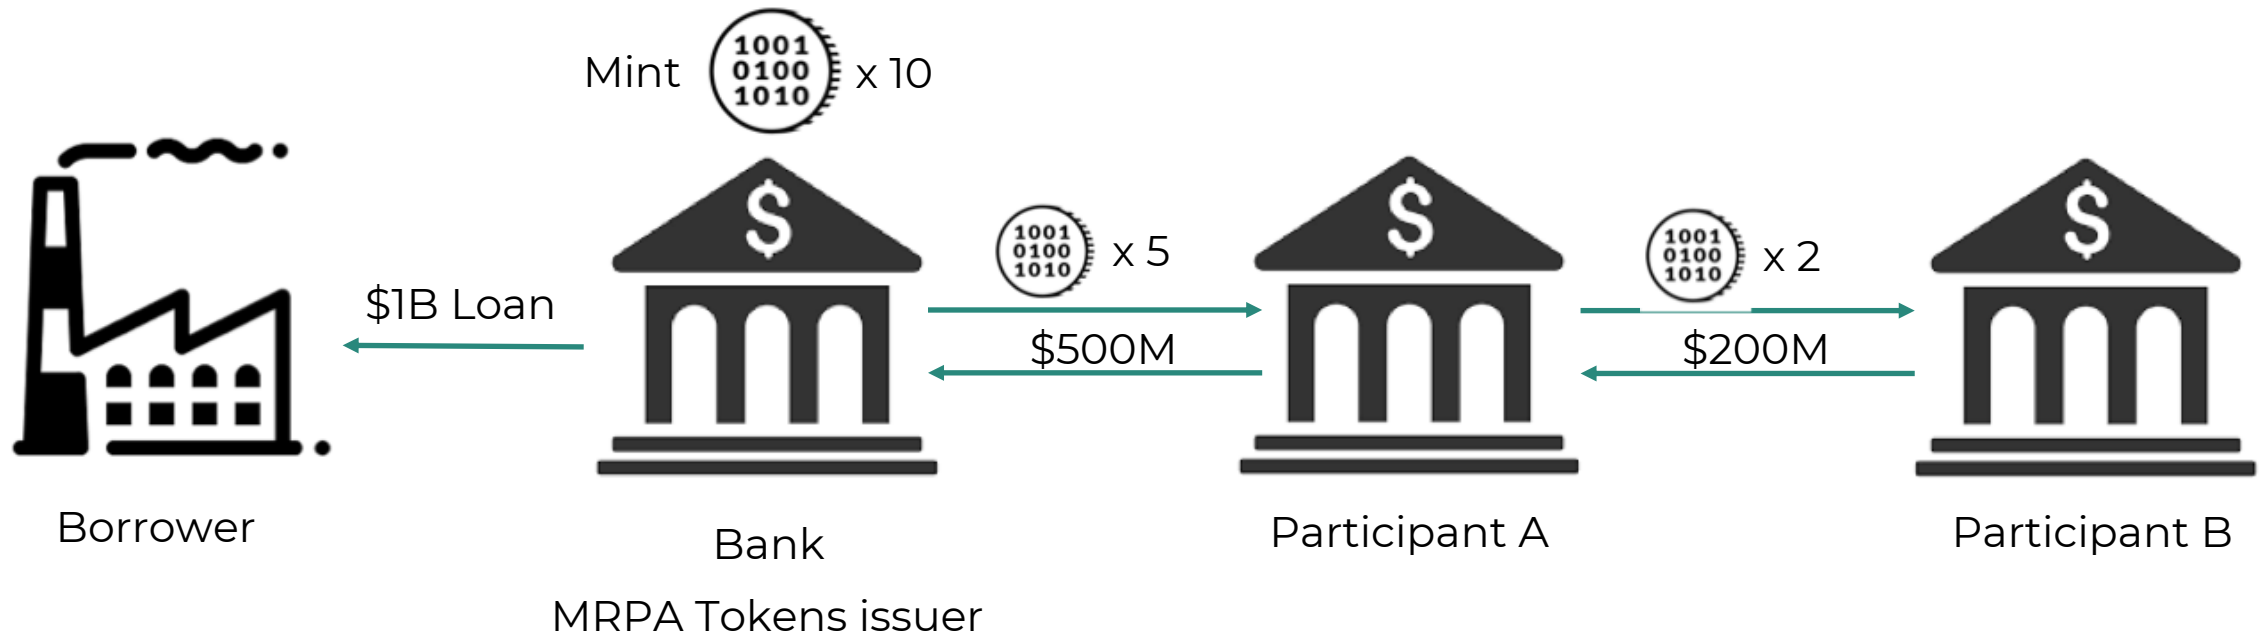 Mint
1001
0100
1010
x 10
$
$
$
1001
0100
1010
x 5
1001
0100
1010
x 2
$1B Loan
$500M
$200M
Borrower
Bank
MRPA Tokens issuer
Participant A
Participant B